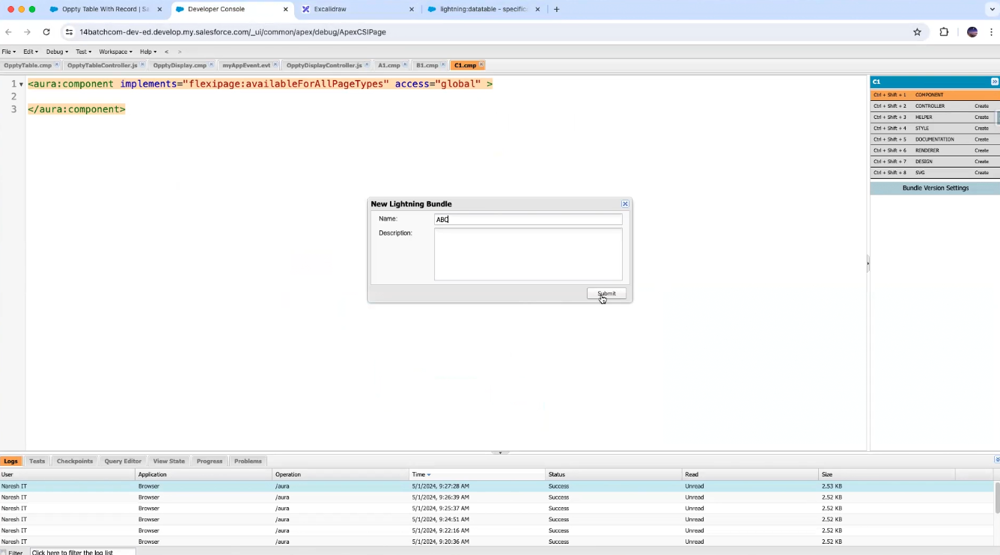 Oppty Table With Record | Sa
Developer Console
Excalidraw
lightning:datatable - specific
14batchcom-dev-ed.develop.my.salesforce.com/_ui/common/apex/debug/ApexCSIPage
File Edit Debug Test Workspace Help < >
OpptyTable.cmp OpptyTableController.js OpptyDisplay.cmp myAppEvent.evt OpptyDisplayController.js A1.cmp B1.cmp C1.cmp
1 <aura:component implements="flexipage:availableForAllPageTypes" access="global" >
2
3 </aura:component>
C1
Ctrl + Shift + 1 COMPONENT
Ctrl + Shift + 2 CONTROLLER Create
Ctrl + Shift + 3 HELPER Create
Ctrl + Shift + 4 STYLE Create
Ctrl + Shift + 5 DOCUMENTATION Create
Ctrl + Shift + 6 RENDERER Create
Ctrl + Shift + 7 DESIGN Create
Ctrl + Shift + 8 SVG Create
Bundle Version Settings
New Lightning Bundle
Name: ABC
Description:
Submit
Logs Tests Checkpoints Query Editor View State Progress Problems
User Application Operation Time Status Read Size
Naresh IT Browser /aura 5/1/2024, 9:27:28 AM Success Unread 2.53 KB
Naresh IT Browser /aura 5/1/2024, 9:26:39 AM Success Unread 2.52 KB
Naresh IT Browser /aura 5/1/2024, 9:25:37 AM Success Unread 2.52 KB
Naresh IT Browser /aura 5/1/2024, 9:24:51 AM Success Unread 2.52 KB
Naresh IT Browser /aura 5/1/2024, 9:22:16 AM Success Unread 2.52 KB
Naresh IT Browser /aura 5/1/2024, 9:20:36 AM Success Unread 2.52 KB
Filter Click here to filter the log list